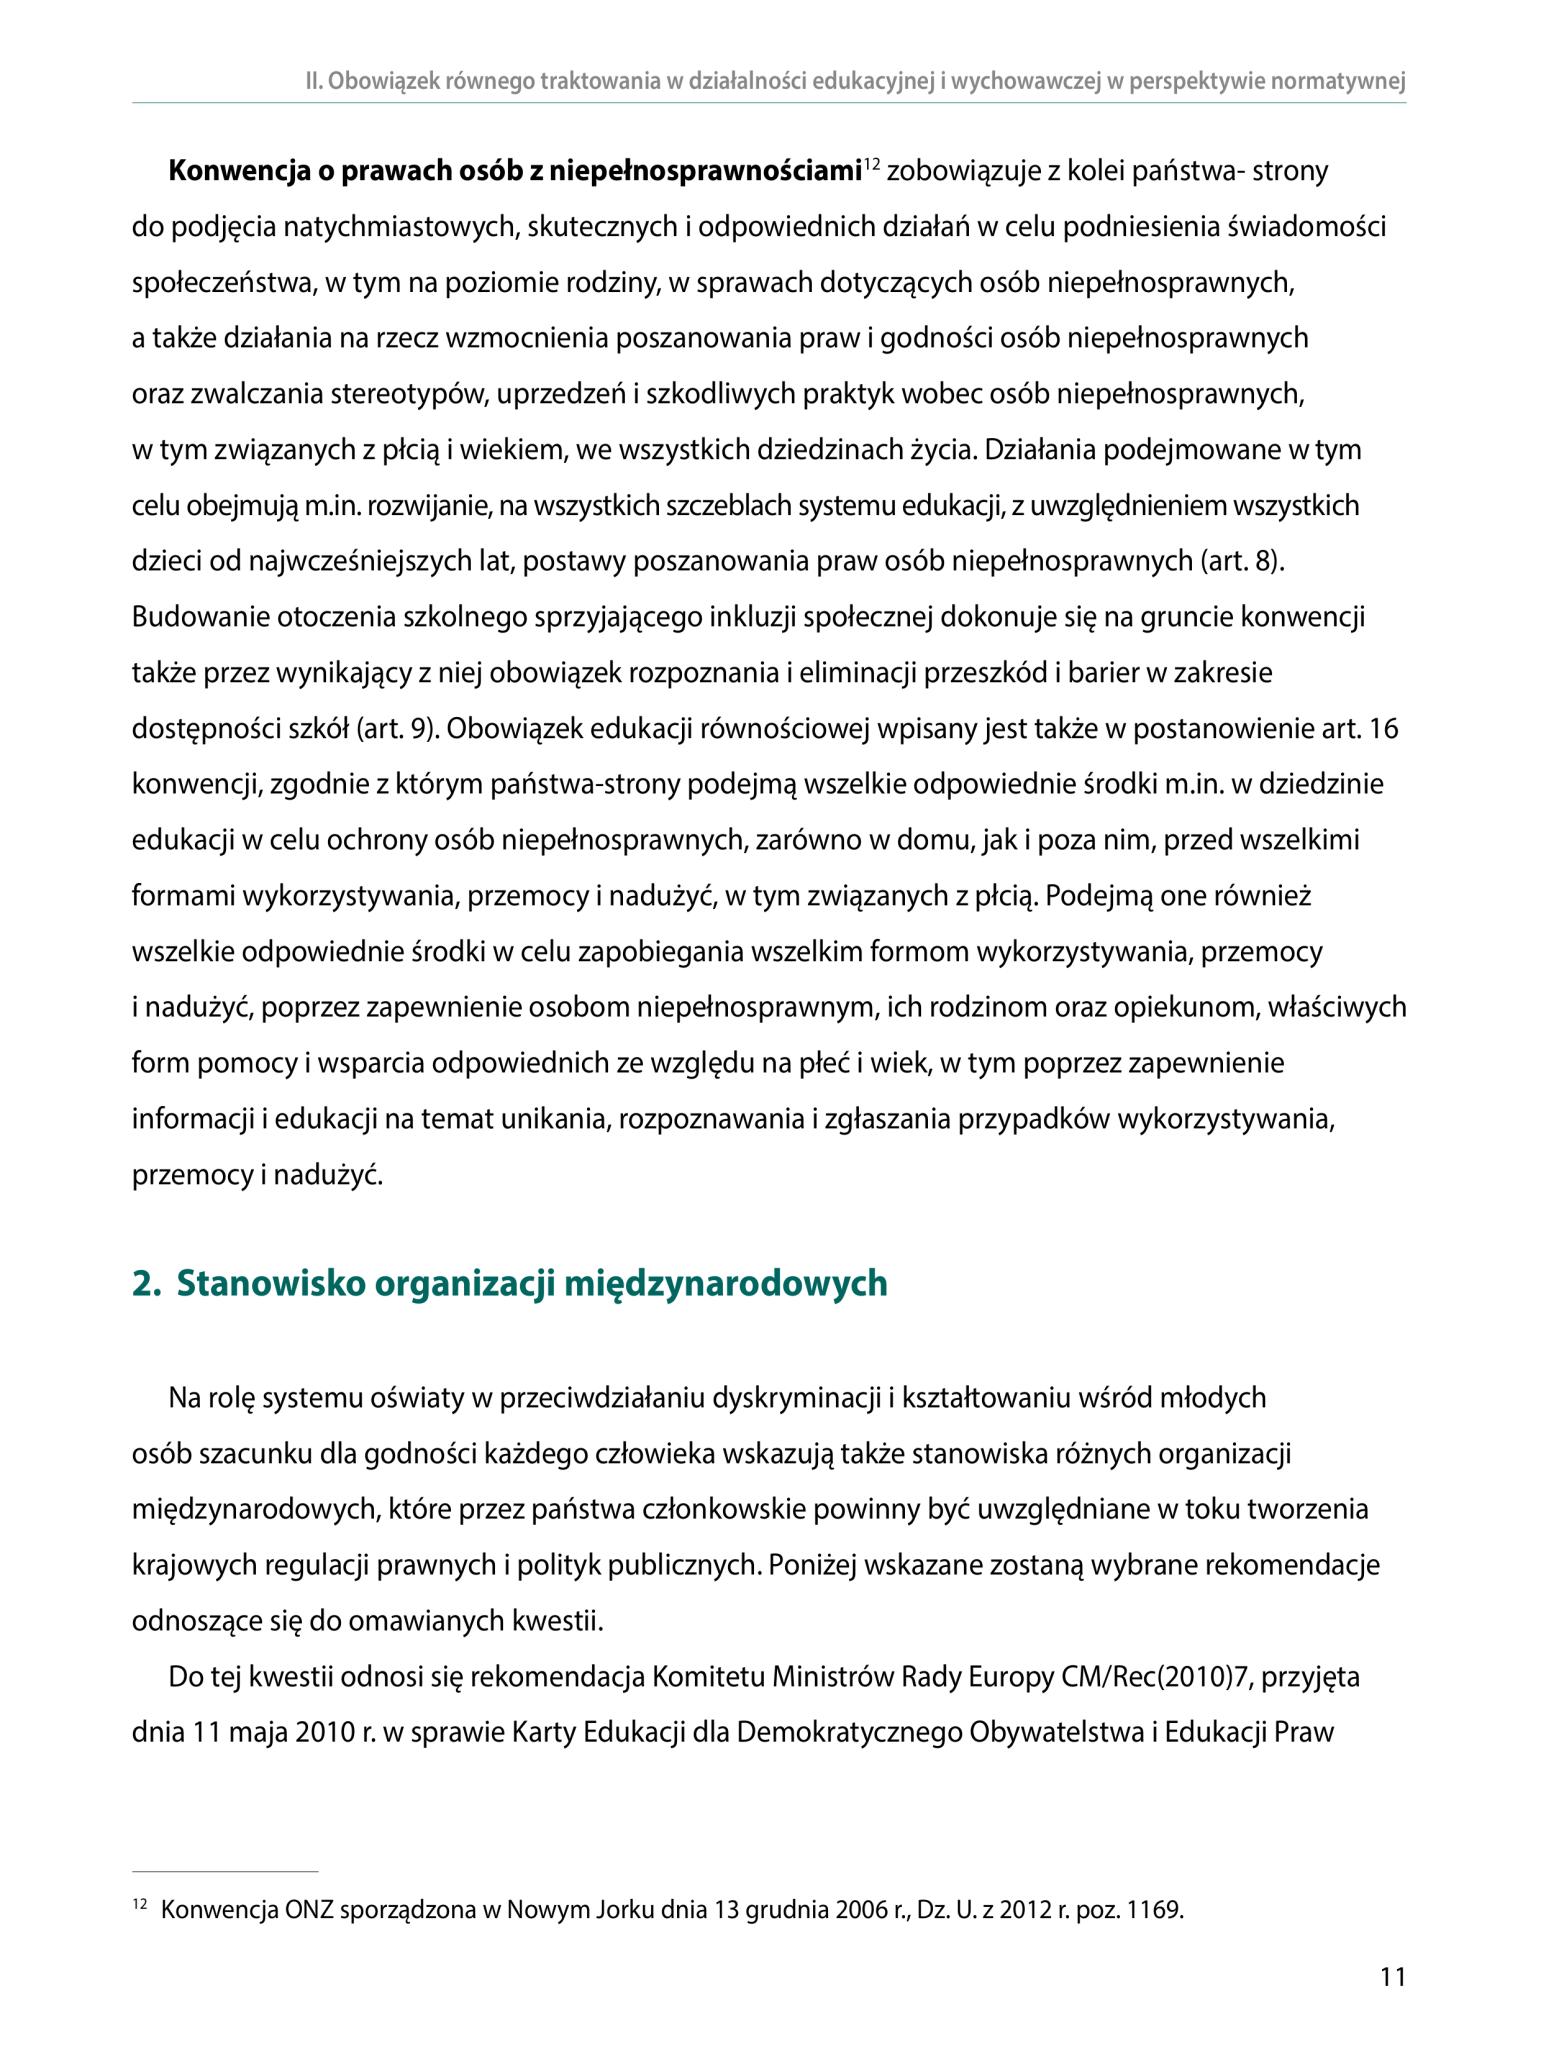 II. Obowiązek równego traktowania w działalności edukacyjnej i wychowawczej w perspektywie normatywnej
Konwencja o prawach osób z niepełnosprawnościami12 zobowiązuje z kolei państwa- strony
do podjęcia natychmiastowych, skutecznych i odpowiednich działań w celu podniesienia świadomości
społeczeństwa, w tym na poziomie rodziny, w sprawach dotyczących osób niepełnosprawnych,
a także działania na rzecz wzmocnienia poszanowania praw i godności osób niepełnosprawnych
oraz zwalczania stereotypów, uprzedzeń i szkodliwych praktyk wobec osób niepełnosprawnych,
w tym związanych z płcią i wiekiem, we wszystkich dziedzinach życia. Działania podejmowane w tym
celu obejmują m.in. rozwijanie, na wszystkich szczeblach systemu edukacji, z uwzględnieniem wszystkich
dzieci od najwcześniejszych lat, postawy poszanowania praw osób niepełnosprawnych (art. 8).
Budowanie otoczenia szkolnego sprzyjającego inkluzji społecznej dokonuje się na gruncie konwencji
także przez wynikający z niej obowiązek rozpoznania i eliminacji przeszkód i barier w zakresie
dostępności szkół (art. 9). Obowiązek edukacji równościowej wpisany jest także w postanowienie art. 16
konwencji, zgodnie z którym państwa-strony podejmą wszelkie odpowiednie środki m.in. w dziedzinie
edukacji w celu ochrony osób niepełnosprawnych, zarówno w domu, jak i poza nim, przed wszelkimi
formami wykorzystywania, przemocy i nadużyć, w tym związanych z płcią. Podejmą one również
wszelkie odpowiednie środki w celu zapobiegania wszelkim formom wykorzystywania, przemocy
i nadużyć, poprzez zapewnienie osobom niepełnosprawnym, ich rodzinom oraz opiekunom, właściwych
form pomocy i wsparcia odpowiednich ze względu na płeć i wiek, w tym poprzez zapewnienie
informacji i edukacji na temat unikania, rozpoznawania i zgłaszania przypadków wykorzystywania,
przemocy i nadużyć.
2. Stanowisko organizacji międzynarodowych
Na rolę systemu oświaty w przeciwdziałaniu dyskryminacji i kształtowaniu wśród młodych
osób szacunku dla godności każdego człowieka wskazują także stanowiska różnych organizacji
międzynarodowych, które przez państwa członkowskie powinny być uwzględniane w toku tworzenia
krajowych regulacji prawnych i polityk publicznych. Poniżej wskazane zostaną wybrane rekomendacje
odnoszące się do omawianych kwestii.
Do tej kwestii odnosi się rekomendacja Komitetu Ministrów Rady Europy CM/Rec(2010)7, przyjęta
dnia 11 maja 2010 r. w sprawie Karty Edukacji dla Demokratycznego Obywatelstwa i Edukacji Praw
12 Konwencja ONZ sporządzona w Nowym Jorku dnia 13 grudnia 2006 r., Dz. U. z 2012 r. poz. 1169.
11